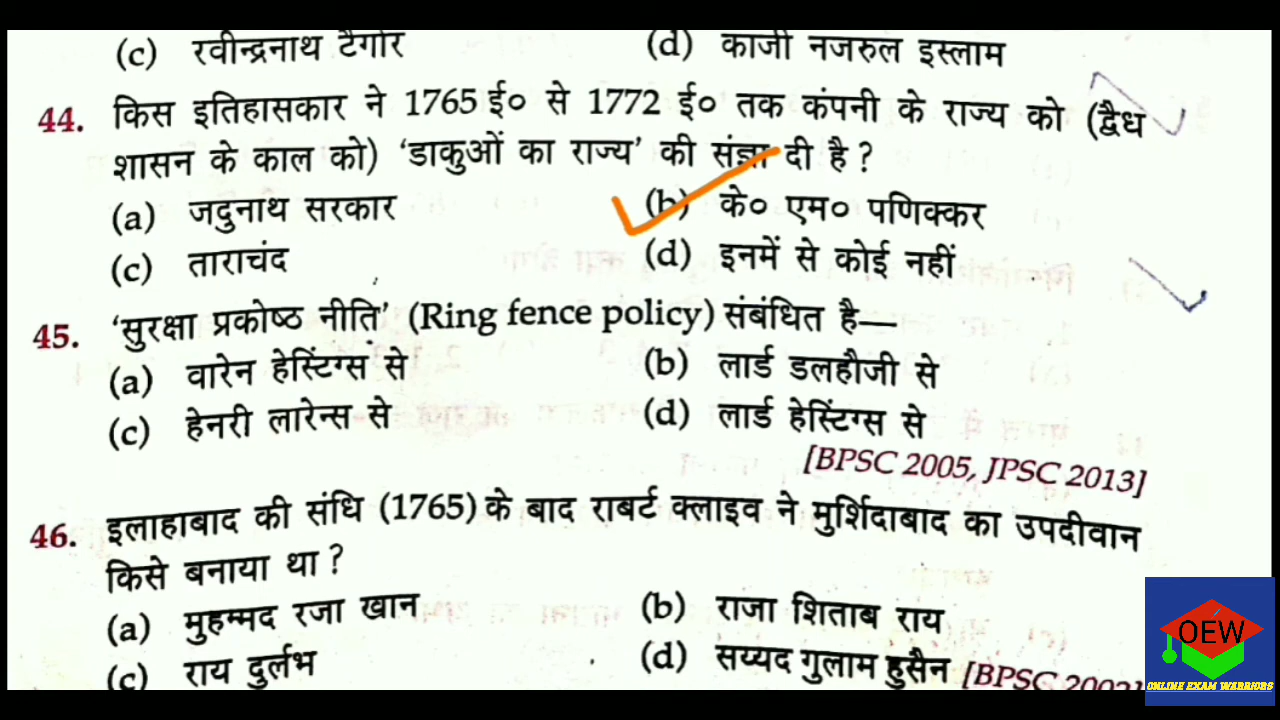 (c) रवीन्द्रनाथ टैगोर (d) काजी नजरुल इस्लाम
44. किस इतिहासकार ने 1765 ई० से 1772 ई० तक कंपनी के राज्य को (द्वैध
शासन के काल को) ‘डाकुओं का राज्य’ की संज्ञा दी है ?
(a) जदुनाथ सरकार (b) के० एम० पणिक्कर
(c) ताराचंद (d) इनमें से कोई नहीं
45. ‘सुरक्षा प्रकोष्ठ नीति’ (Ring fence policy) संबंधित है—
(a) वारेन हेस्टिंग्स से (b) लार्ड डलहौजी से
(c) हेनरी लारेन्स से (d) लार्ड हेस्टिंग्स से
[BPSC 2005, JPSC 2013]
46. इलाहाबाद की संधि (1765) के बाद राबर्ट क्लाइव ने मुर्शिदाबाद का उपदीवान
किसे बनाया था ?
(a) मुहम्मद रजा खान (b) राजा शिताब राय
(c) राय दुर्लभ (d) सय्यद गुलाम हुसैन [BPSC
OEW
ONLINE EXAM WARRIORS